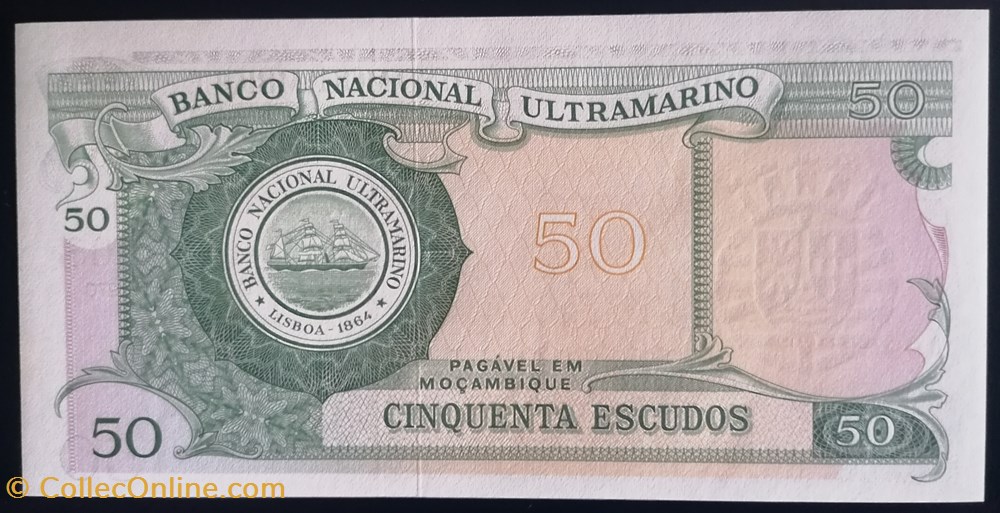 BANCO NACIONAL ULTRAMARINO
50
50
BANCO NACIONAL ULTRAMARINO
★ LISBOA - 1864 ★
50
PAGÁVEL EM
MOÇAMBIQUE
CINQUENTA ESCUDOS
50
50
© CollecOnline.com